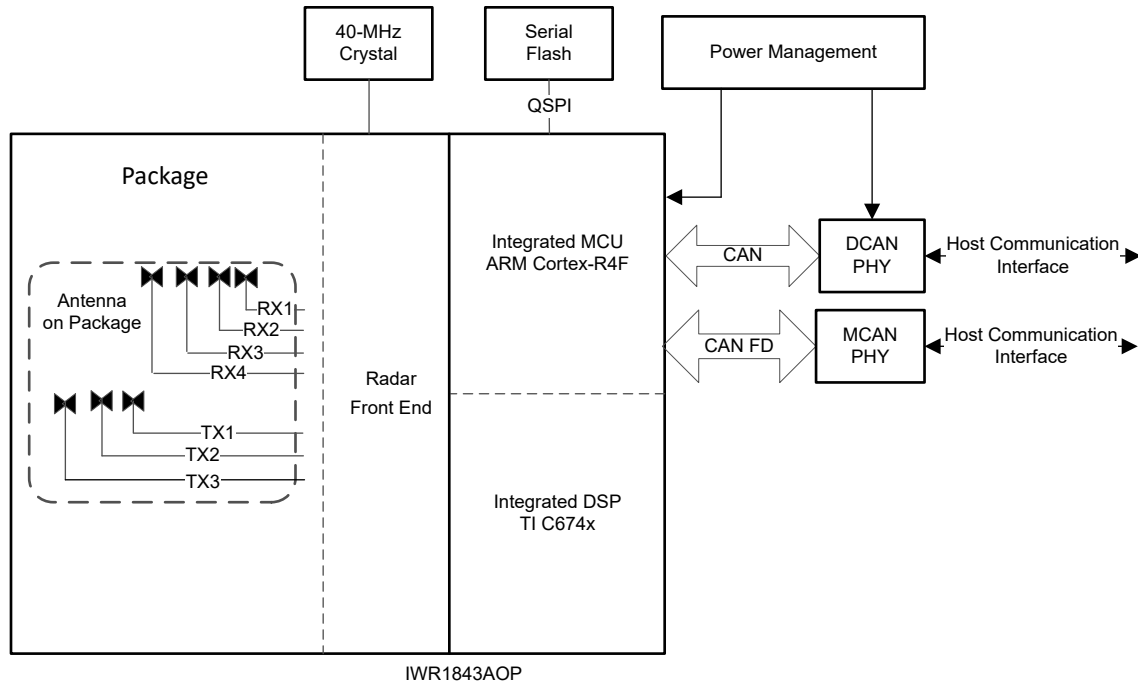 40-MHz
Crystal
Serial
Flash
Power Management
QSPI
Package
Integrated MCU
ARM Cortex-R4F
CAN
DCAN
PHY
Host Communication
Interface
Antenna
on Package
RX1
RX2
RX3
RX4
CAN FD
MCAN
PHY
Host Communication
Interface
Radar
Front End
TX1
TX2
TX3
Integrated DSP
TI C674x
IWR1843AOP